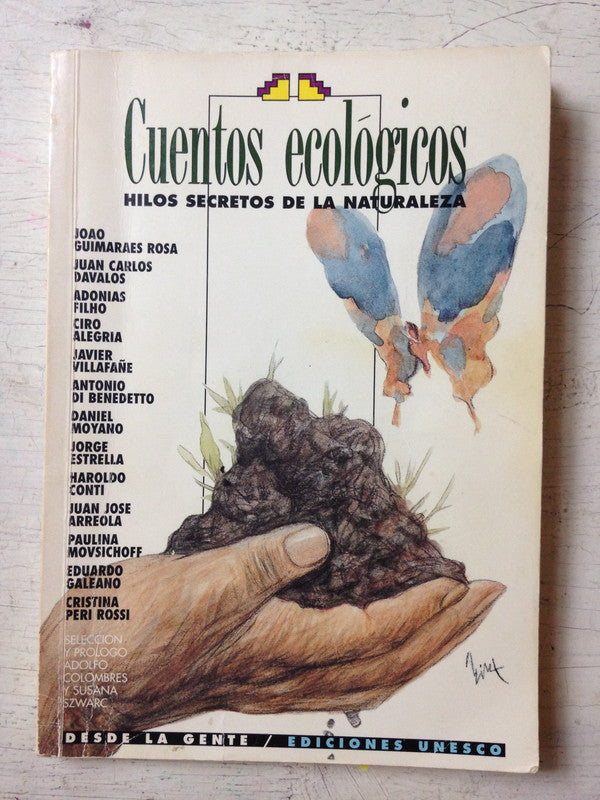 Cuentos ecológicos
HILOS SECRETOS DE LA NATURALEZA
JOAO
GUIMARAES ROSA
JUAN CARLOS
DAVALOS
ADONIAS
FILHO
CIRO
ALEGRIA
JAVIER
VILLAFAÑE
ANTONIO
DI BENEDETTO
DANIEL
MOYANO
JORGE
ESTRELLA
HAROLDO
CONTI
JUAN JOSE
ARREOLA
PAULINA
MOVSICHOFF
EDUARDO
GALEANO
CRISTINA
PERI ROSSI
SELECCION
Y PROLOGO
ADOLFO
COLOMBRES
Y SUSANA
SZWARC
DESDE LA GENTE / EDICIONES UNESCO